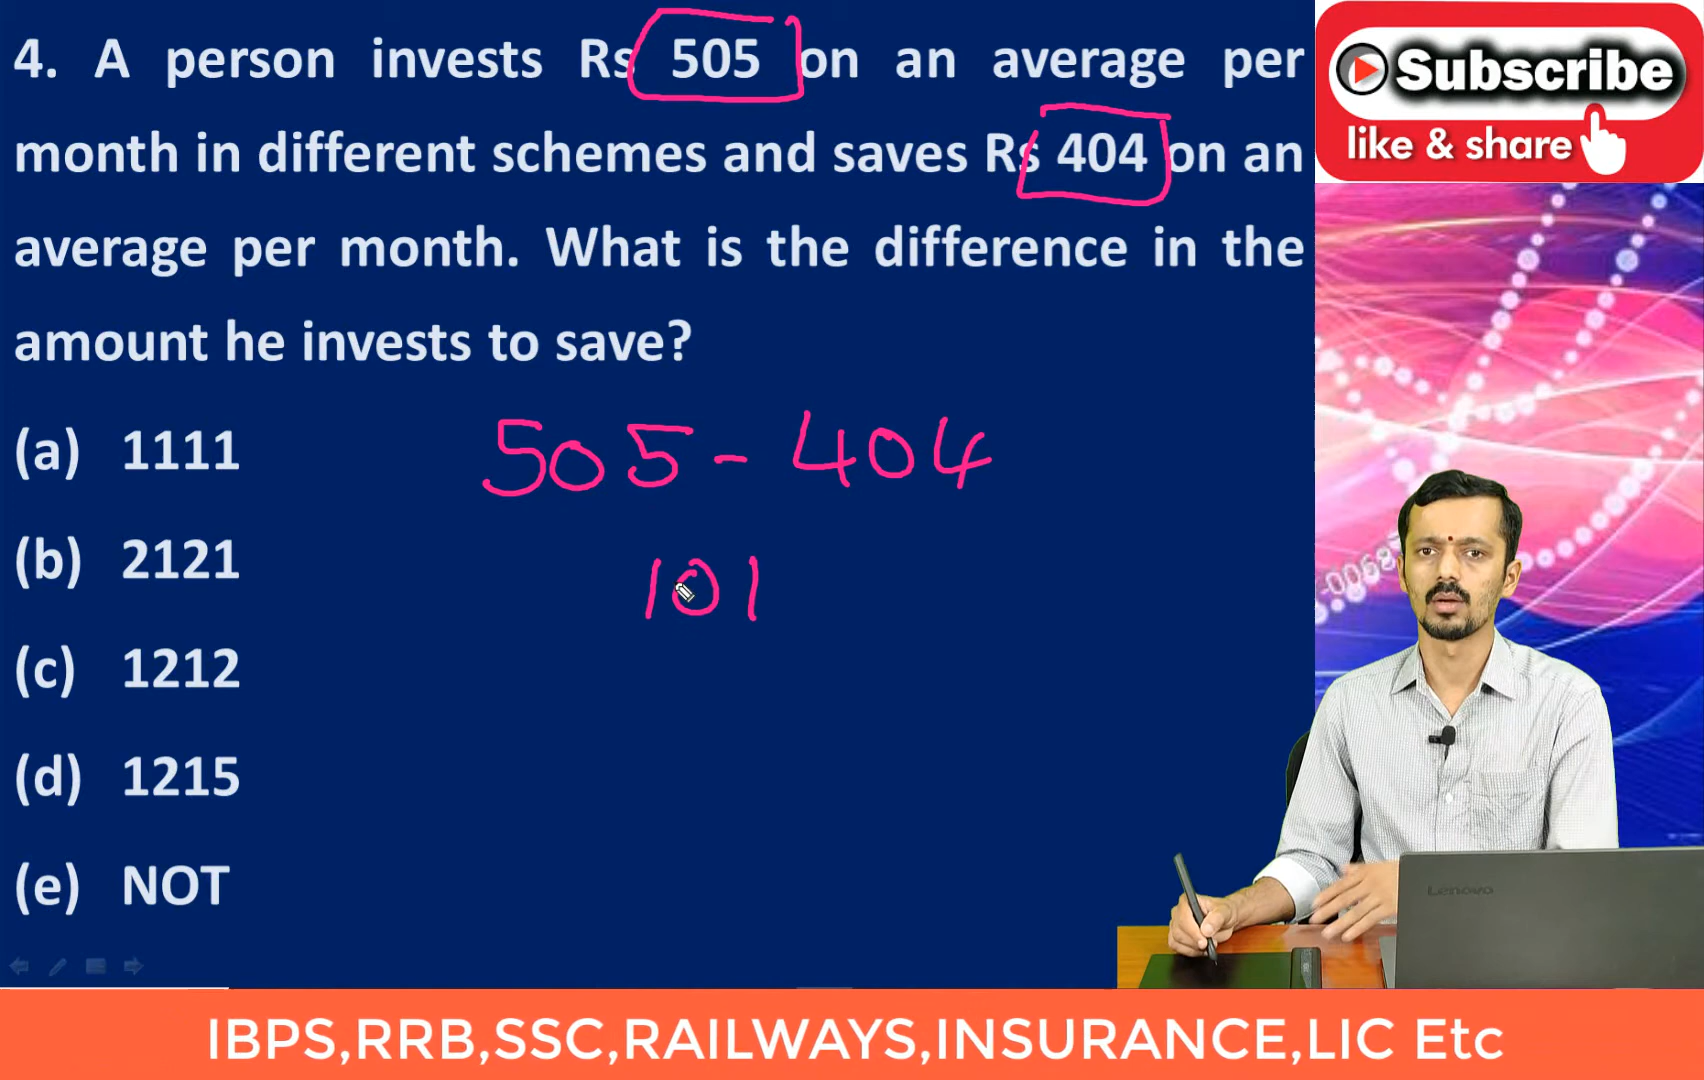 4. A person invests Rs 505 on an average per
month in different schemes and saves Rs 404 on an
average per month. What is the difference in the
amount he invests to save?
(a) 1111
(b) 2121
(c) 1212
(d) 1215
(e) NOT
505 - 404
101
Subscribe
like & share
Lenovo
IBPS,RRB,SSC,RAILWAYS,INSURANCE,LIC Etc